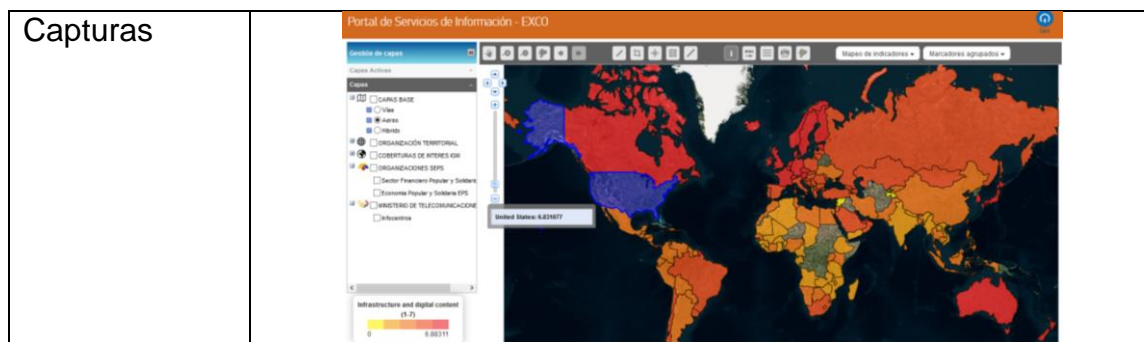 Capturas
Portal de Servicios de Información - EXCO
Salir
Gestión de capas
Mapeo de indicadores
Marcadores agrupados
Capas Activas
Capas
CAPAS BASE
Vías
Aéreo
Híbrido
ORGANIZACIÓN TERRITORIAL
COBERTURAS DE INTERES IGM
ORGANIZACIONES SEPS
Sector Financiero Popular y Solidario
Economía Popular y Solidaria EPS
MINISTERIO DE TELECOMUNICACIONE
Infocentros
United States: 6.831077
Infrastructure and digital content
(1-7)
0 6.88311